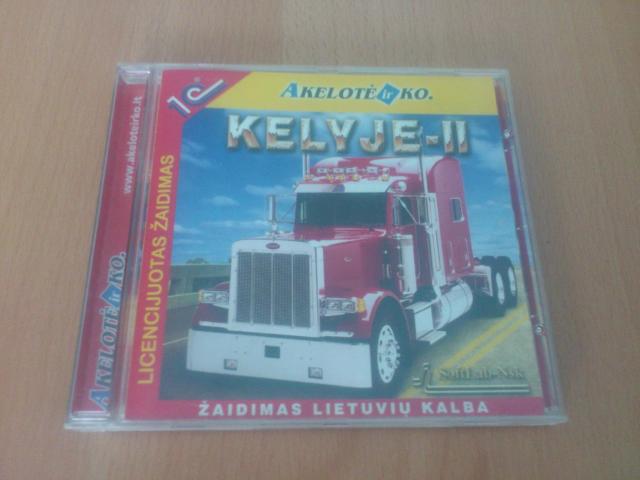 www.akeloteirko.lt
AKELOTĖ ir KO.
LICENCIJUOTAS ŽAIDIMAS
1C®
AKELOTĖ ir KO.
KELYJE-II
SoftLab-Nsk
ŽAIDIMAS LIETUVIŲ KALBA